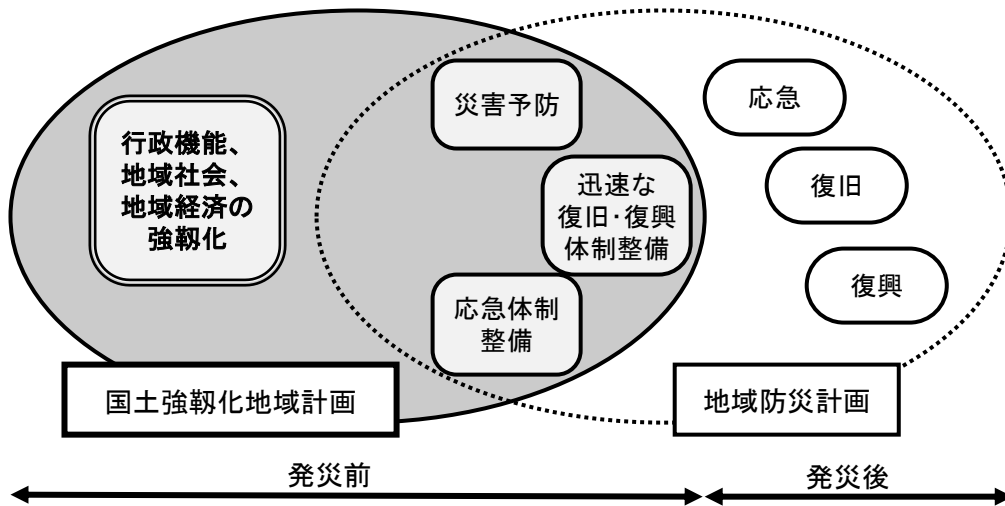 行政機能、
地域社会、
地域経済の
強靱化
災害予防
迅速な
復旧・復興
体制整備
応急体制
整備
応急
復旧
復興
国土強靱化地域計画
地域防災計画
発災前
発災後